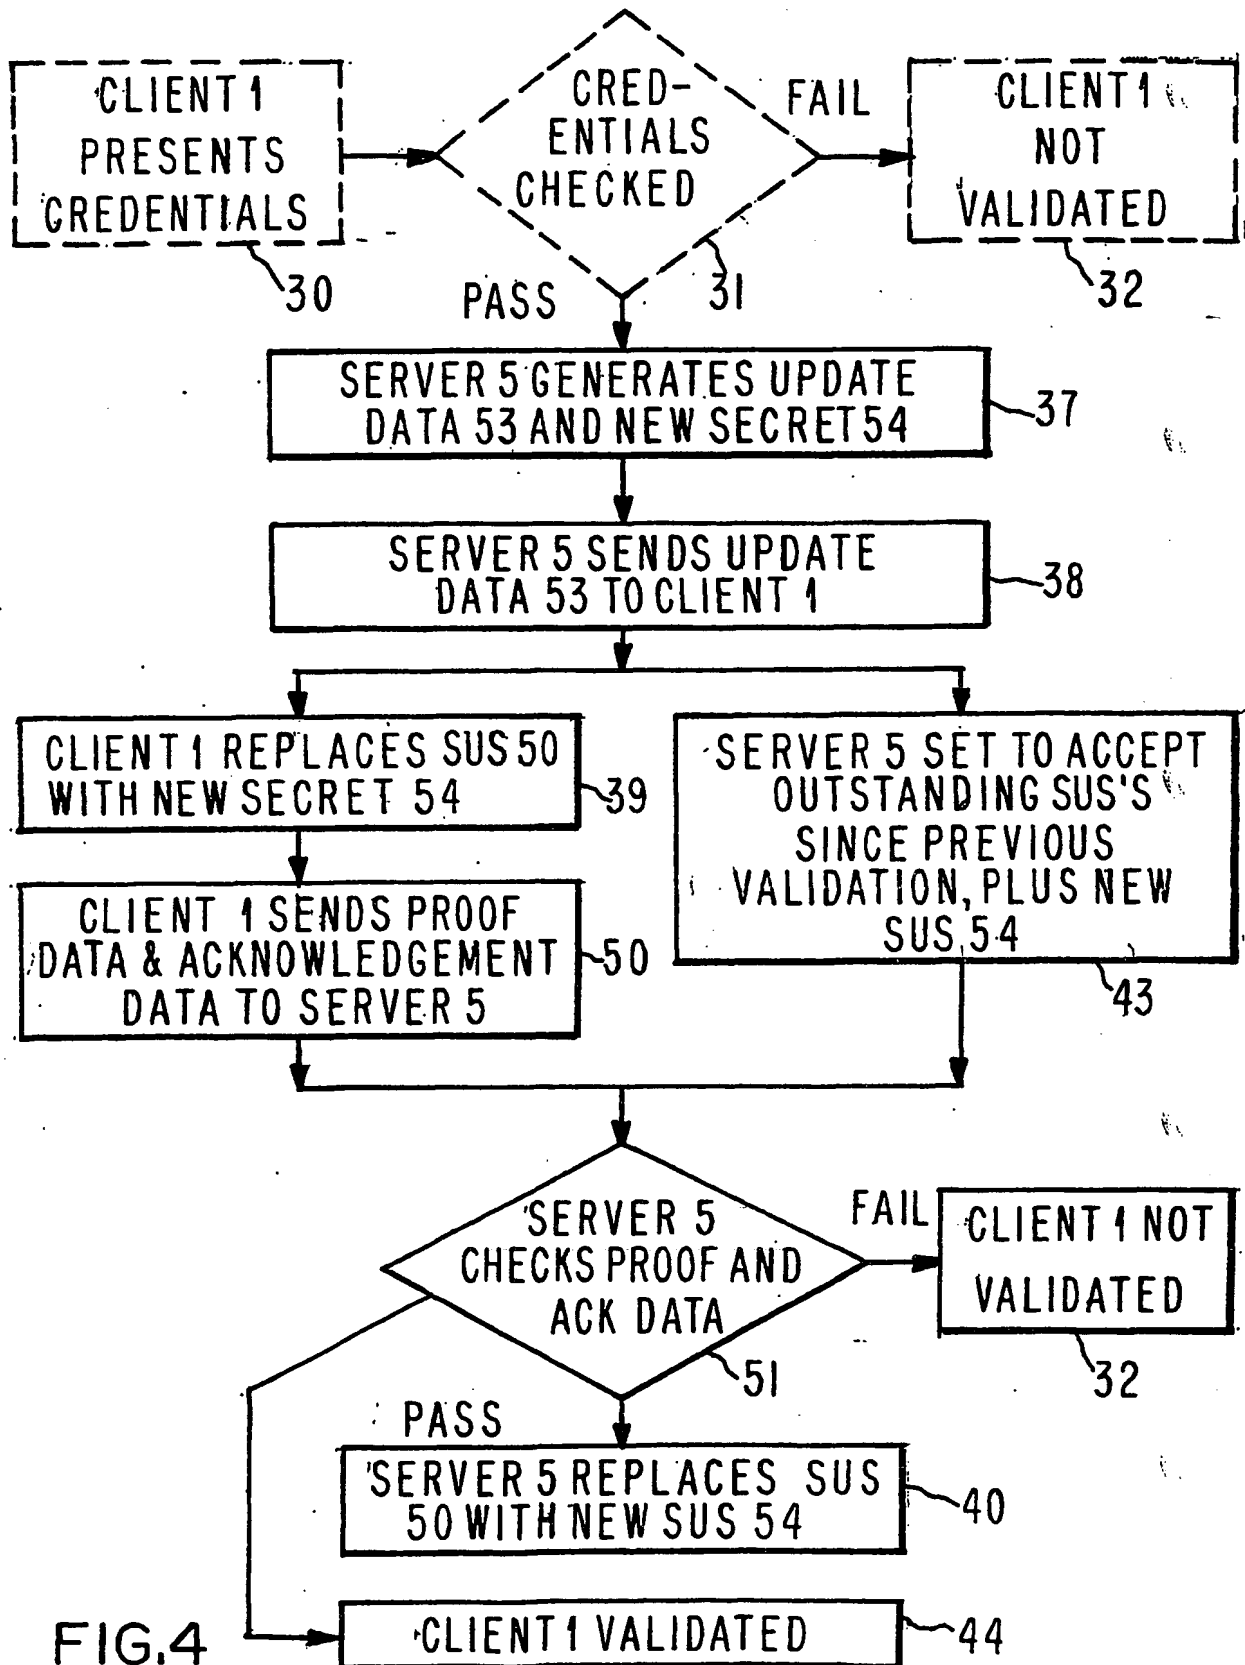 CLIENT 1
PRESENTS
CREDENTIALS
30
CRED-
ENTIALS
CHECKED
31
FAIL
CLIENT 1
NOT
VALIDATED
32
PASS
SERVER 5 GENERATES UPDATE
DATA 53 AND NEW SECRET 54
37
SERVER 5 SENDS UPDATE
DATA 53 TO CLIENT 1
38
CLIENT 1 REPLACES SUS 50
WITH NEW SECRET 54
39
SERVER 5 SET TO ACCEPT
OUTSTANDING SUS'S
SINCE PREVIOUS
VALIDATION, PLUS NEW
SUS 54
43
CLIENT 1 SENDS PROOF
DATA & ACKNOWLEDGEMENT
DATA TO SERVER 5
50
SERVER 5
CHECKS PROOF AND
ACK DATA
51
FAIL
CLIENT 1 NOT
VALIDATED
32
PASS
SERVER 5 REPLACES SUS
50 WITH NEW SUS 54
40
CLIENT 1 VALIDATED
44
FIG.4